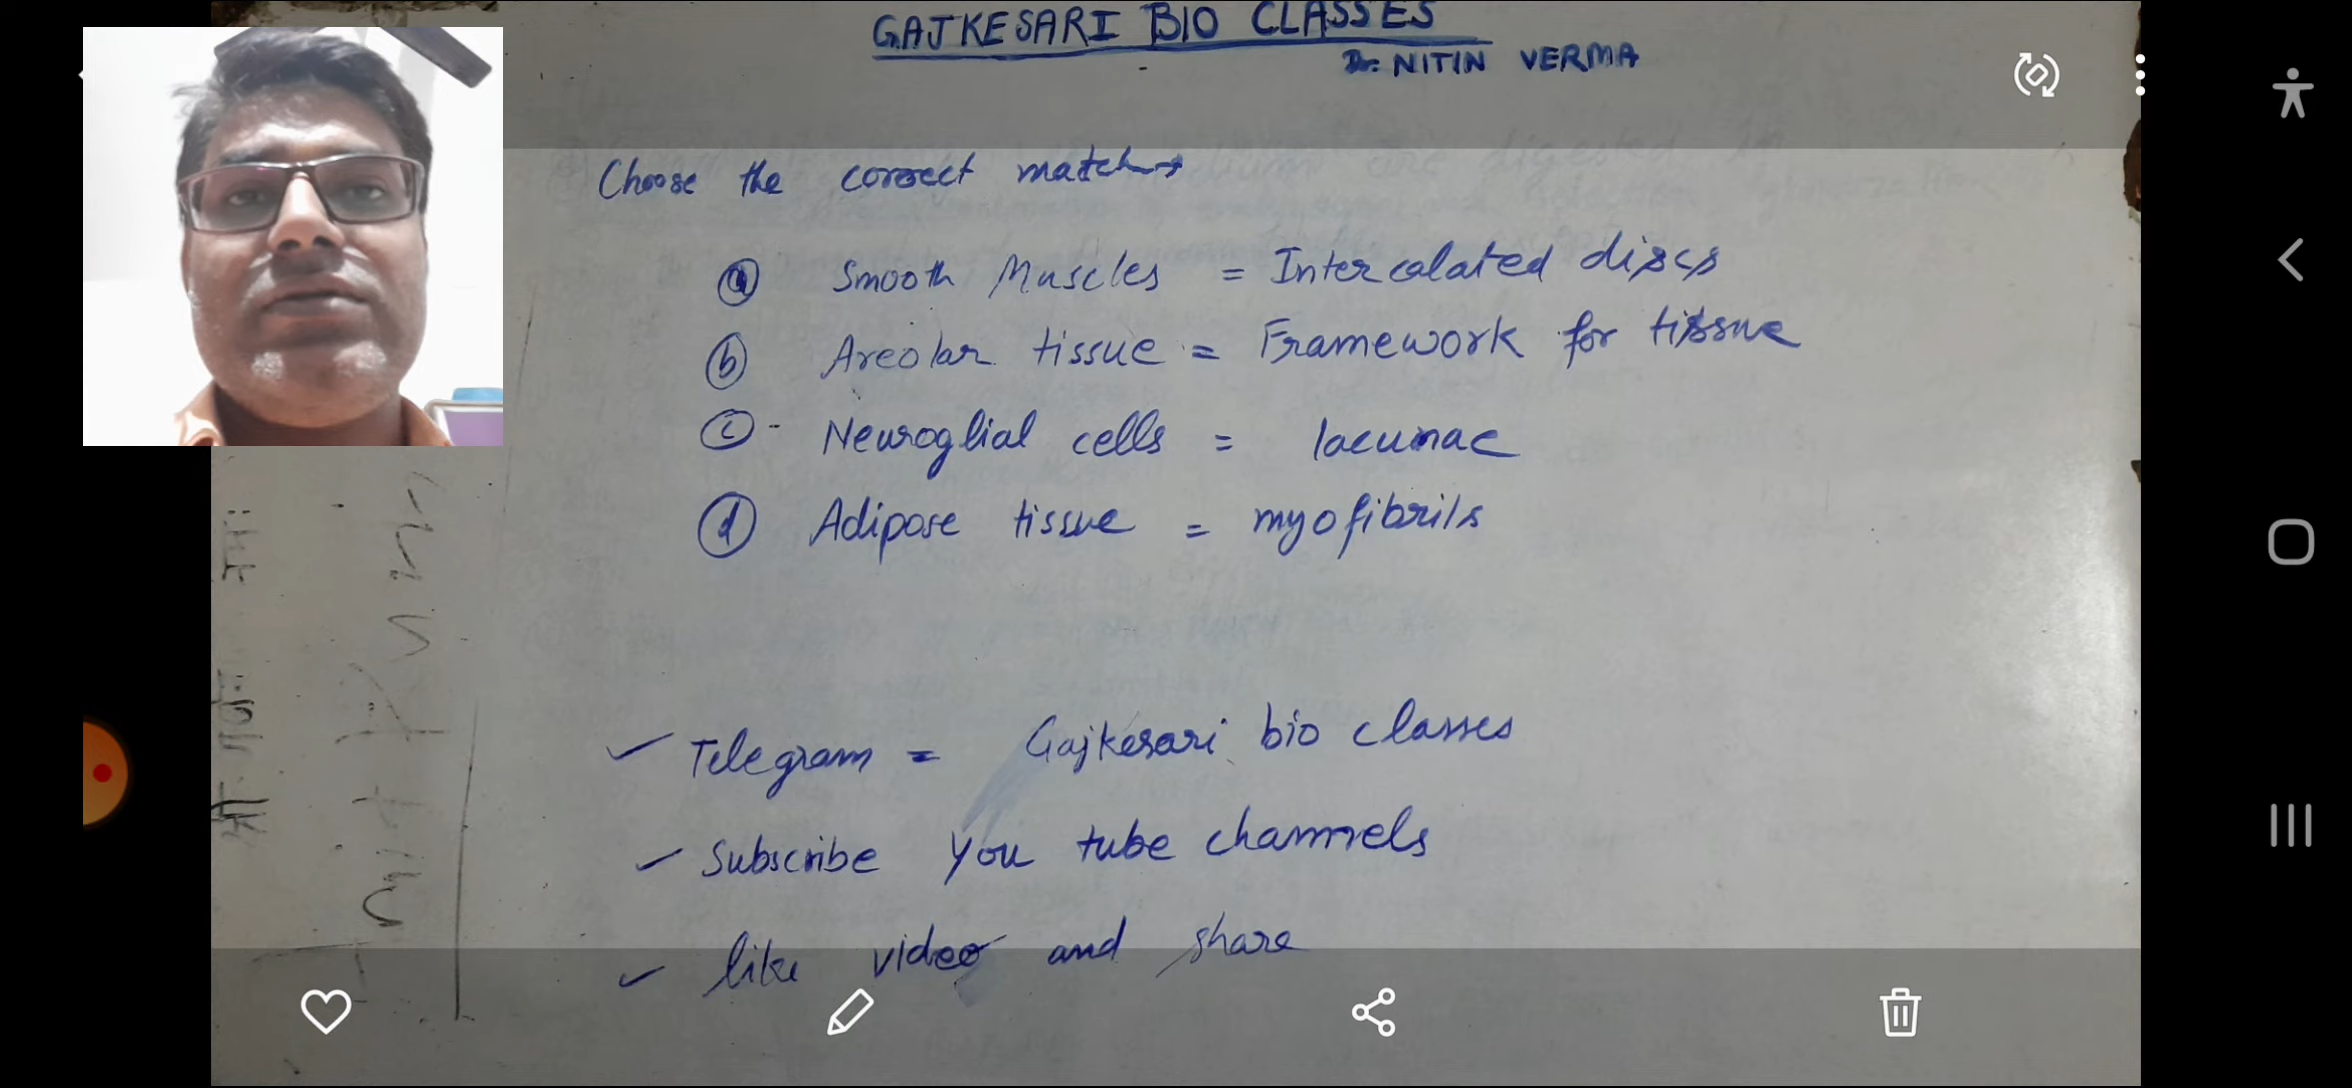 GAJKESARI BIO CLASSES
Dr. NITIN VERMA
Choose the correct match→
(a) Smooth Muscles = Intercalated discs
(b) Areolar tissue = Framework for tissue
(c) - Neuroglial cells = lacunae
(d) Adipose tissue = myofibrils
✓ Telegram = Gajkesari bio classes
✓ Subscribe you tube channels
✓ like video and share